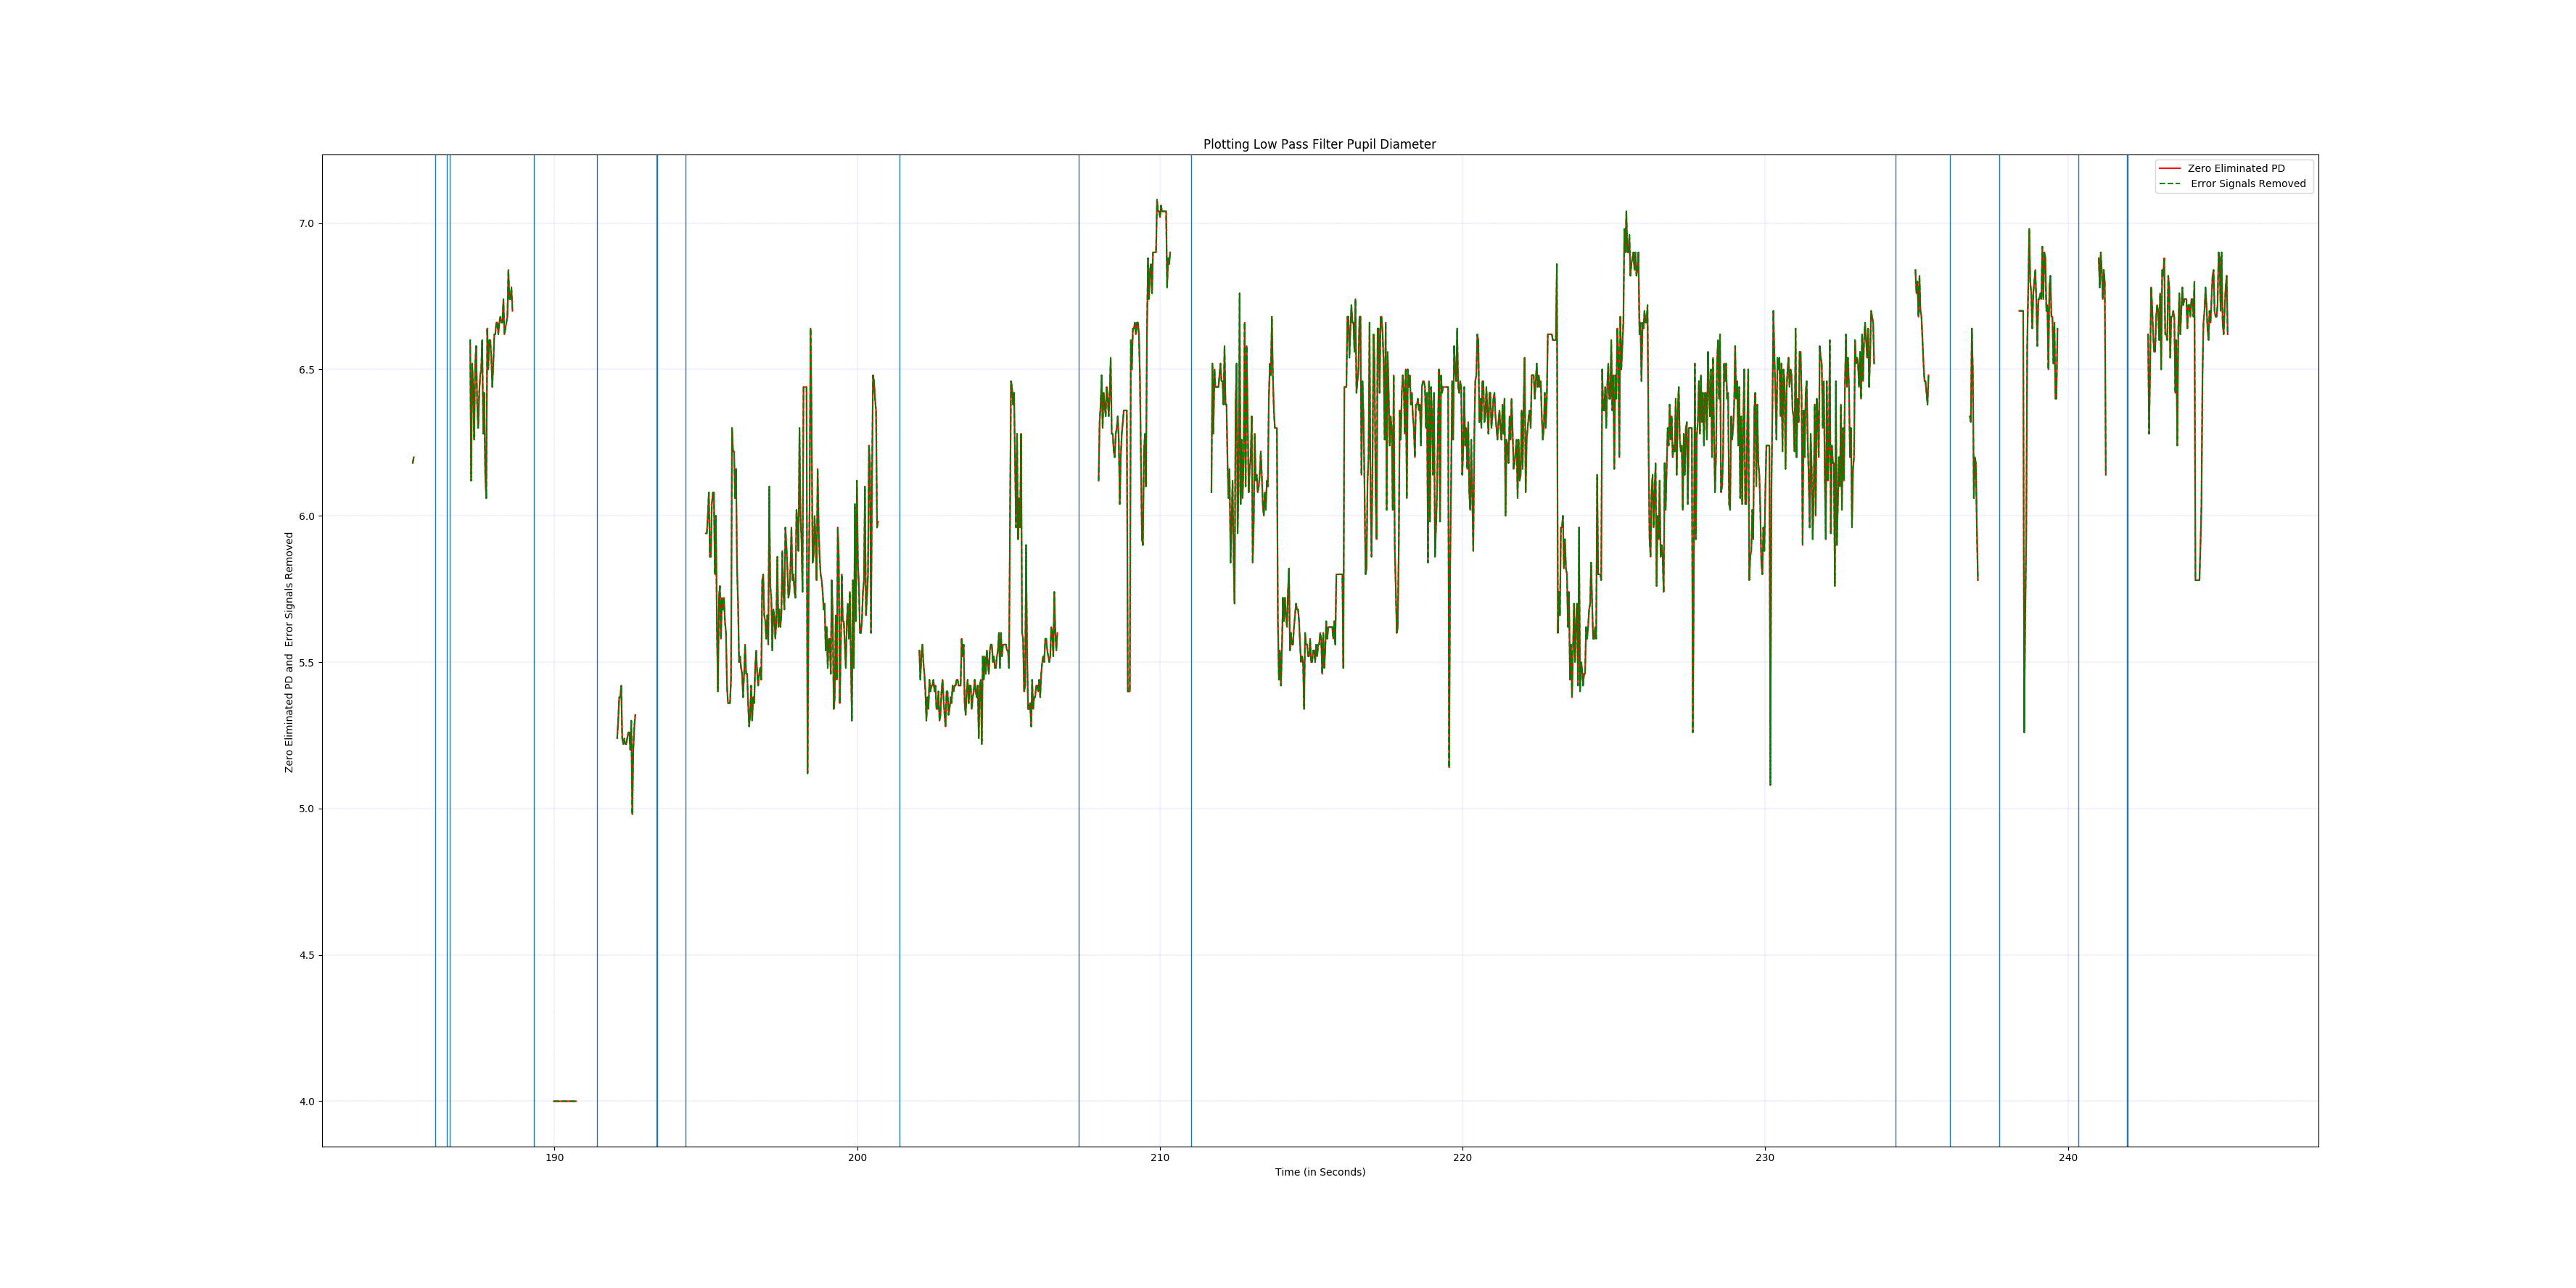 Plotting Low Pass Filter Pupil Diameter
Zero Eliminated PD
Error Signals Removed
7.0
6.5
6.0
5.5
5.0
4.5
4.0
Zero Eliminated PD and  Error Signals Removed
190
200
210
220
230
240
Time (in Seconds)